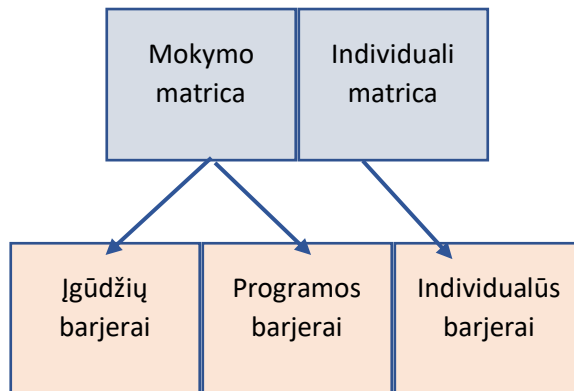 Mokymo
matrica
Individuali
matrica
Įgūdžių
barjerai
Programos
barjerai
Individualūs
barjerai